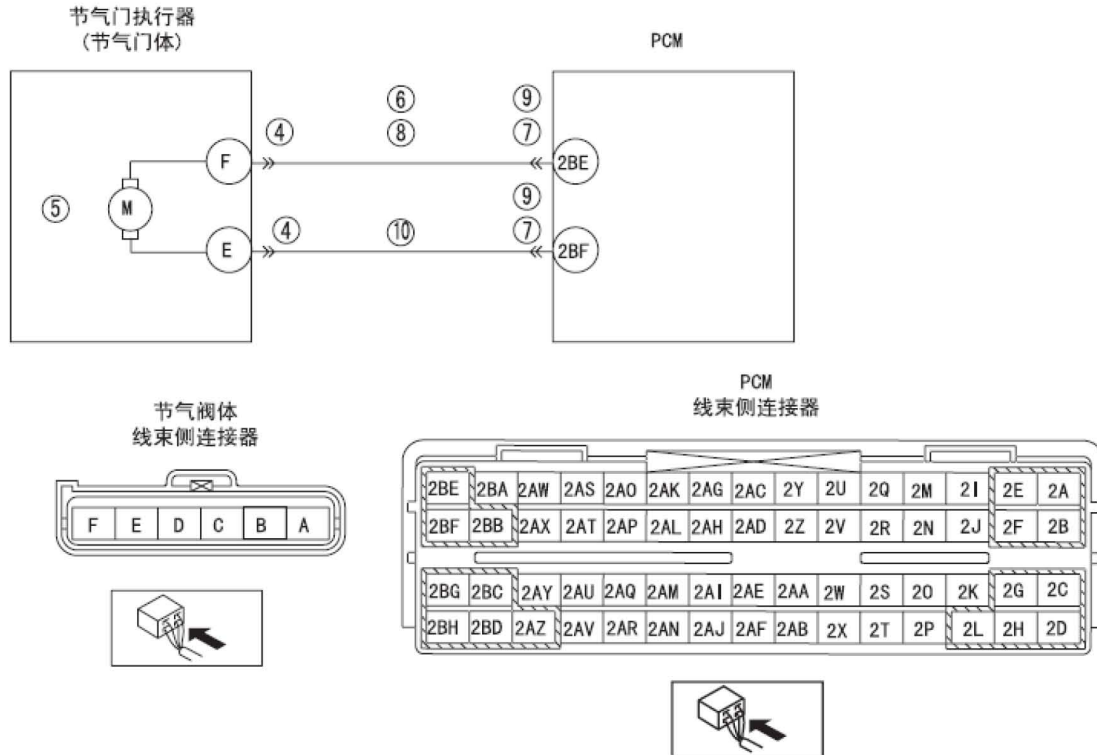 节气门执行器
(节气门体)
PCM
⑥
⑨
④
⑧
⑦
F
2BE
⑤
M
⑨
④
⑩
⑦
E
2BF
节气阀体
线束侧连接器
F E D C B A
PCM
线束侧连接器
2BE 2BA 2AW 2AS 2AO 2AK 2AG 2AC 2Y 2U 2Q 2M 2I 2E 2A
2BF 2BB 2AX 2AT 2AP 2AL 2AH 2AD 2Z 2V 2R 2N 2J 2F 2B
2BG 2BC 2AY 2AU 2AQ 2AM 2AI 2AE 2AA 2W 2S 2O 2K 2G 2C
2BH 2BD 2AZ 2AV 2AR 2AN 2AJ 2AF 2AB 2X 2T 2P 2L 2H 2D